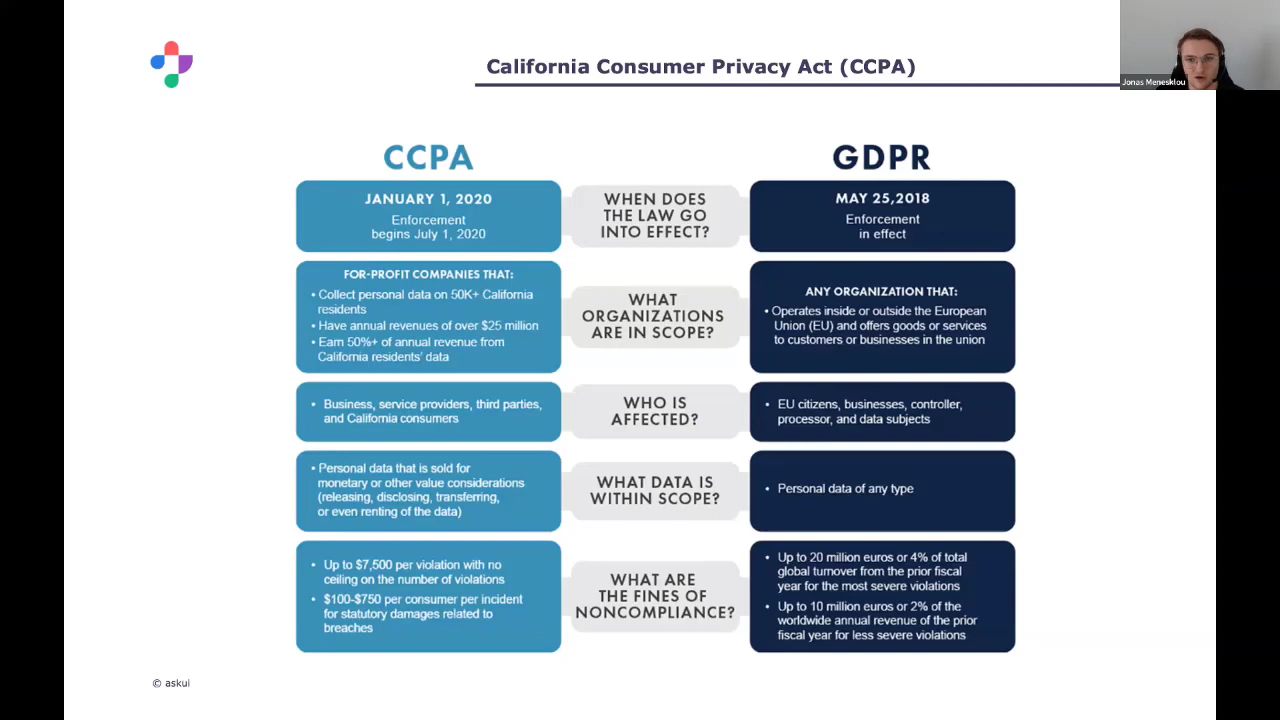 California Consumer Privacy Act (CCPA)
Jonas Menesklou
CCPA
GDPR
JANUARY 1, 2020
Enforcement
begins July 1, 2020
WHEN DOES
THE LAW GO
INTO EFFECT?
MAY 25,2018
Enforcement
in effect
FOR-PROFIT COMPANIES THAT:
• Collect personal data on 50K+ California
residents
• Have annual revenues of over $25 million
• Earn 50%+ of annual revenue from
California residents' data
WHAT
ORGANIZATIONS
ARE IN SCOPE?
ANY ORGANIZATION THAT:
• Operates inside or outside the European
Union (EU) and offers goods or services
to customers or businesses in the union
• Business, service providers, third parties,
and California consumers
WHO IS
AFFECTED?
• EU citizens, businesses, controller,
processor, and data subjects
• Personal data that is sold for
monetary or other value considerations
(releasing, disclosing, transferring,
or even renting of the data)
WHAT DATA IS
WITHIN SCOPE?
• Personal data of any type
• Up to $7,500 per violation with no
ceiling on the number of violations
• $100-$750 per consumer per incident
for statutory damages related to
breaches
WHAT ARE
THE FINES OF
NONCOMPLIANCE?
• Up to 20 million euros or 4% of total
global turnover from the prior fiscal
year for the most severe violations
• Up to 10 million euros or 2% of the
worldwide annual revenue of the prior
fiscal year for less severe violations
© askui